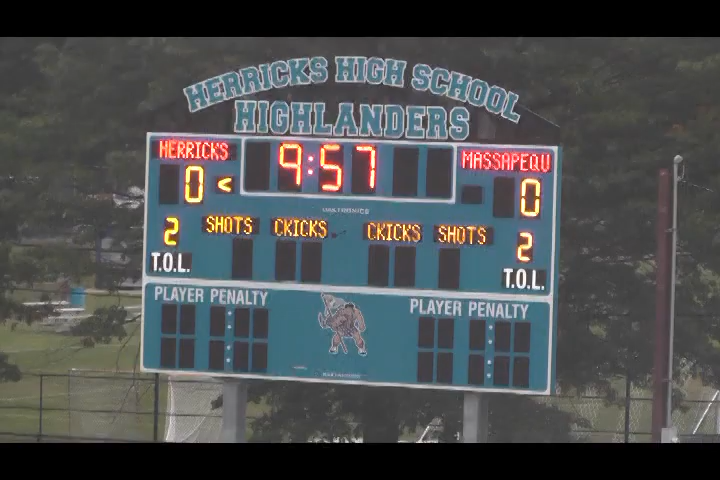 HERRICKS HIGH SCHOOL
HIGHLANDERS
HERRICKS 9:57 MASSAPEQU
0 < 0
2 SHOTS CKICKS CKICKS SHOTS 2
T.O.L. T.O.L.
PLAYER PENALTY PLAYER PENALTY